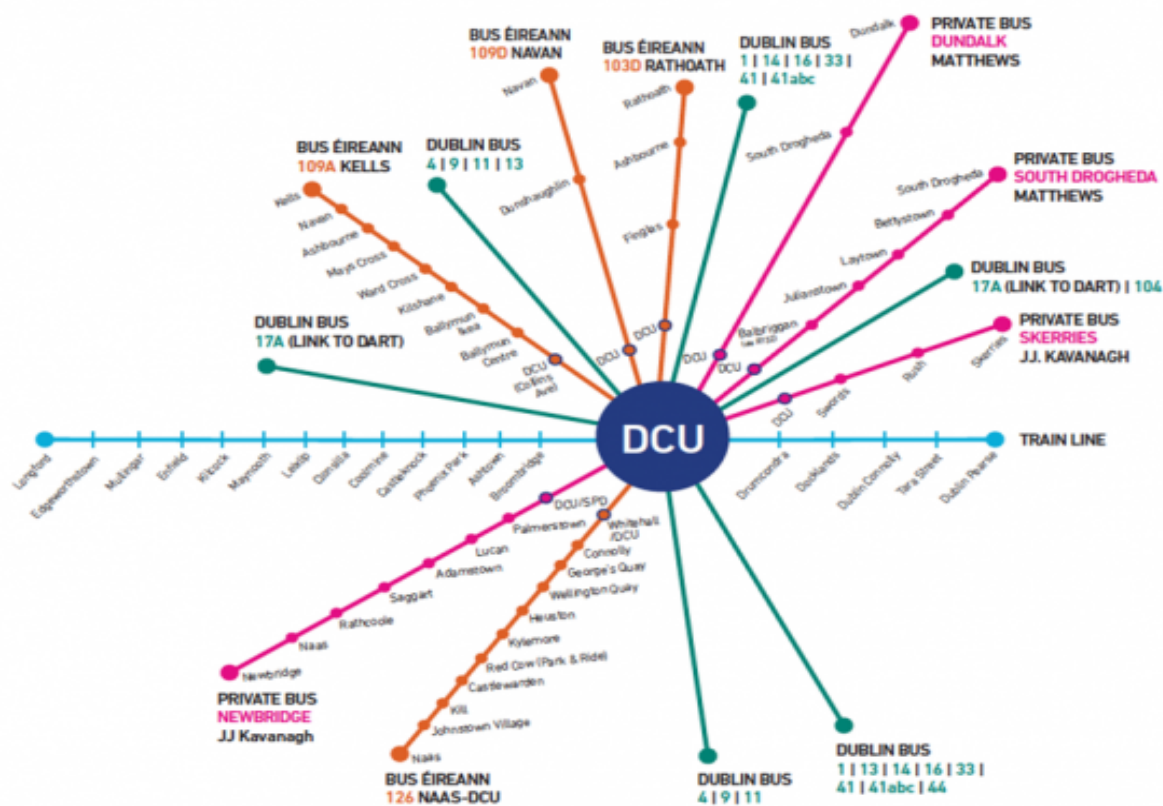 BUS ÉIREANN
109D NAVAN
Navan
Dunshaughlin
DCU
BUS ÉIREANN
103D RATHOATH
Rathoath
Ashbourne
Finglas
DCU
DUBLIN BUS
1 | 14 | 16 | 33 |
41 | 41abc
PRIVATE BUS
DUNDALK
MATTHEWS
Dundalk
South Drogheda
DCU
BUS ÉIREANN
109A KELLS
Kells
Navan
Ashbourne
Mays Cross
Ward Cross
Kilshane
Ballymun
Ikea
Ballymun
Centre
DCU
(Collins
Ave)
DUBLIN BUS
4 | 9 | 11 | 13
PRIVATE BUS
SOUTH DROGHEDA
MATTHEWS
South Drogheda
Bettystown
Laytown
Julianstown
Balbriggan
DCU
DUBLIN BUS
17A (LINK TO DART) | 104
DUBLIN BUS
17A (LINK TO DART)
PRIVATE BUS
SKERRIES
J.J. KAVANAGH
Skerries
Rush
Swords
DCU
DCU
TRAIN LINE
Longford
Edgeworthstown
Mullingar
Enfield
Kilcock
Maynooth
Leixlip
Coolmine
Castleknock
Phoenix Park
Ashtown
Broombridge
Drumcondra
Docklands
Dublin Connolly
Tara Street
Dublin Pearse
DCU/SPD
Palmerstown
Lucan
Adamstown
Saggart
Rathcoole
Naas
Newbridge
PRIVATE BUS
NEWBRIDGE
JJ Kavanagh
Whitehall
/DCU
Connolly
George's Quay
Wellington Quay
Heuston
Kylemore
Red Cow (Park & Ride)
Castlewarden
Kill
Johnstown Village
Naas
BUS ÉIREANN
126 NAAS-DCU
DUBLIN BUS
4 | 9 | 11
DUBLIN BUS
1 | 13 | 14 | 16 | 33 |
41 | 41abc | 44